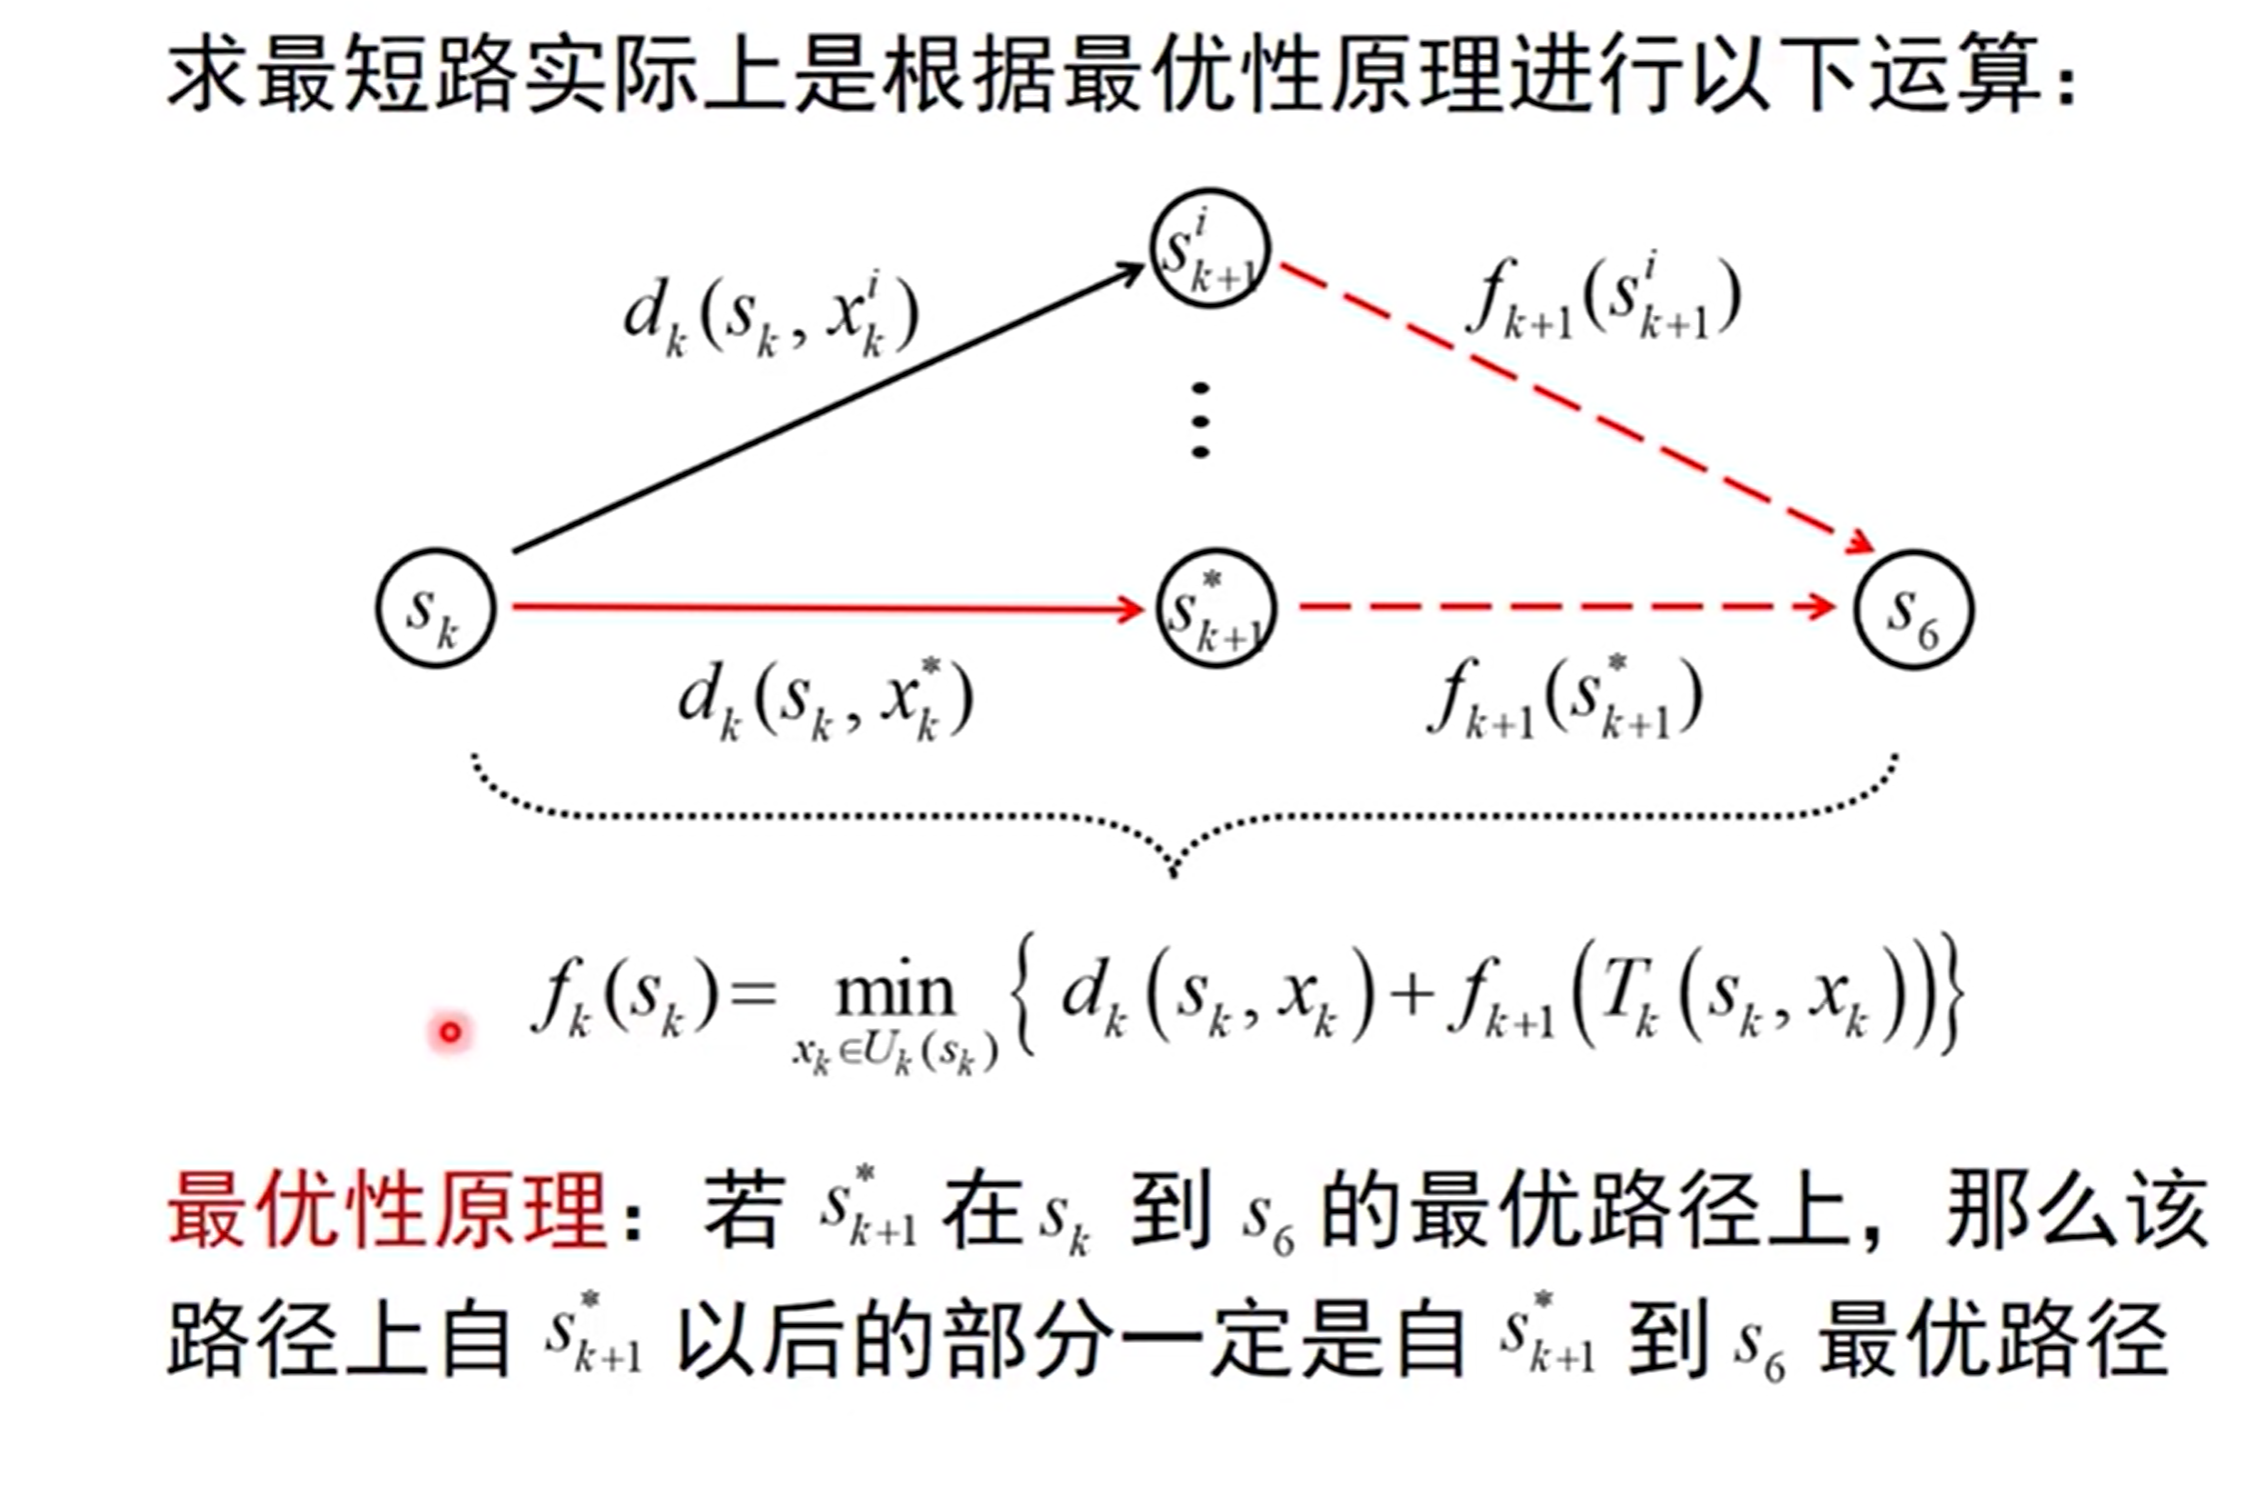 求最短路实际上是根据最优性原理进行以下运算：
s_{k+1}^i
d_k(s_k, x_k^i)
f_{k+1}(s_{k+1}^i)
s_k
s_{k+1}^*
s_6
d_k(s_k, x_k^*)
f_{k+1}(s_{k+1}^*)
f_k(s_k) = min_{x_k∈U_k(s_k)} { d_k(s_k, x_k) + f_{k+1}(T_k(s_k, x_k))}
最优性原理：若 s_{k+1}^* 在 s_k 到 s_6 的最优路径上，那么该
路径上自 s_{k+1}^* 以后的部分一定是自 s_{k+1}^* 到 s_6 最优路径